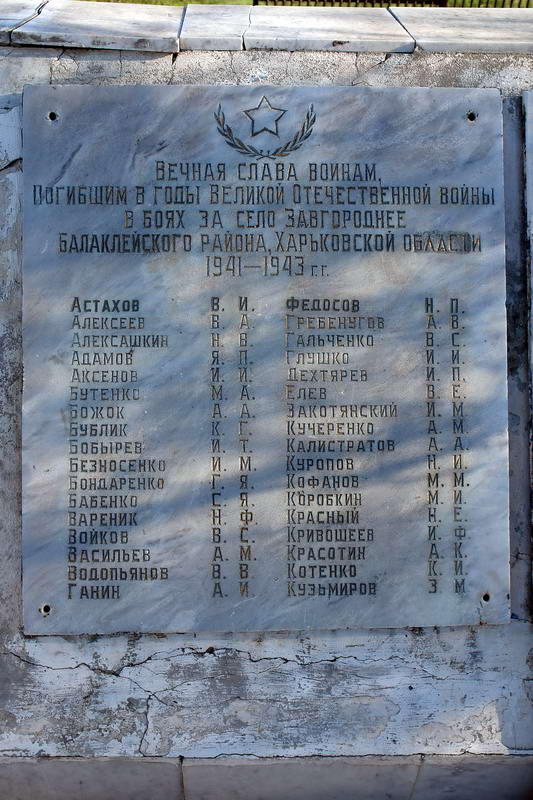 Вечная слава воинам,
погибшим в годы Великой Отечественной войны
в боях за село Завгороднее
Балаклейского района, Харьковской области
1941—1943 г.г.
Астахов В. И. Федосов Н. П.
Алексеев В. А. Гребенугов А. В.
Алексашкин Н. В. Гальченко В. С.
Адамов Я. П. Глушко И. И.
Аксенов И. И. Дехтярев И. П.
Бутенко М. А. Елев В. Е.
Божок А. А. Закотянский И. М.
Бублик К. Г. Кучеренко А. М.
Бобырев И. Т. Калистратов А. А.
Безносенко И. М. Куропов Н. И.
Бондаренко Г. Я. Кофанов М. М.
Бабенко С. Я. Коробкин М. И.
Вареник Н. Ф. Красный Н. Е.
Войков В. С. Кривошеев И. Ф.
Васильев А. М. Красотин А. К.
Водопьянов В. В. Котенко К. И.
Ганин А. И. Кузьмиров З М